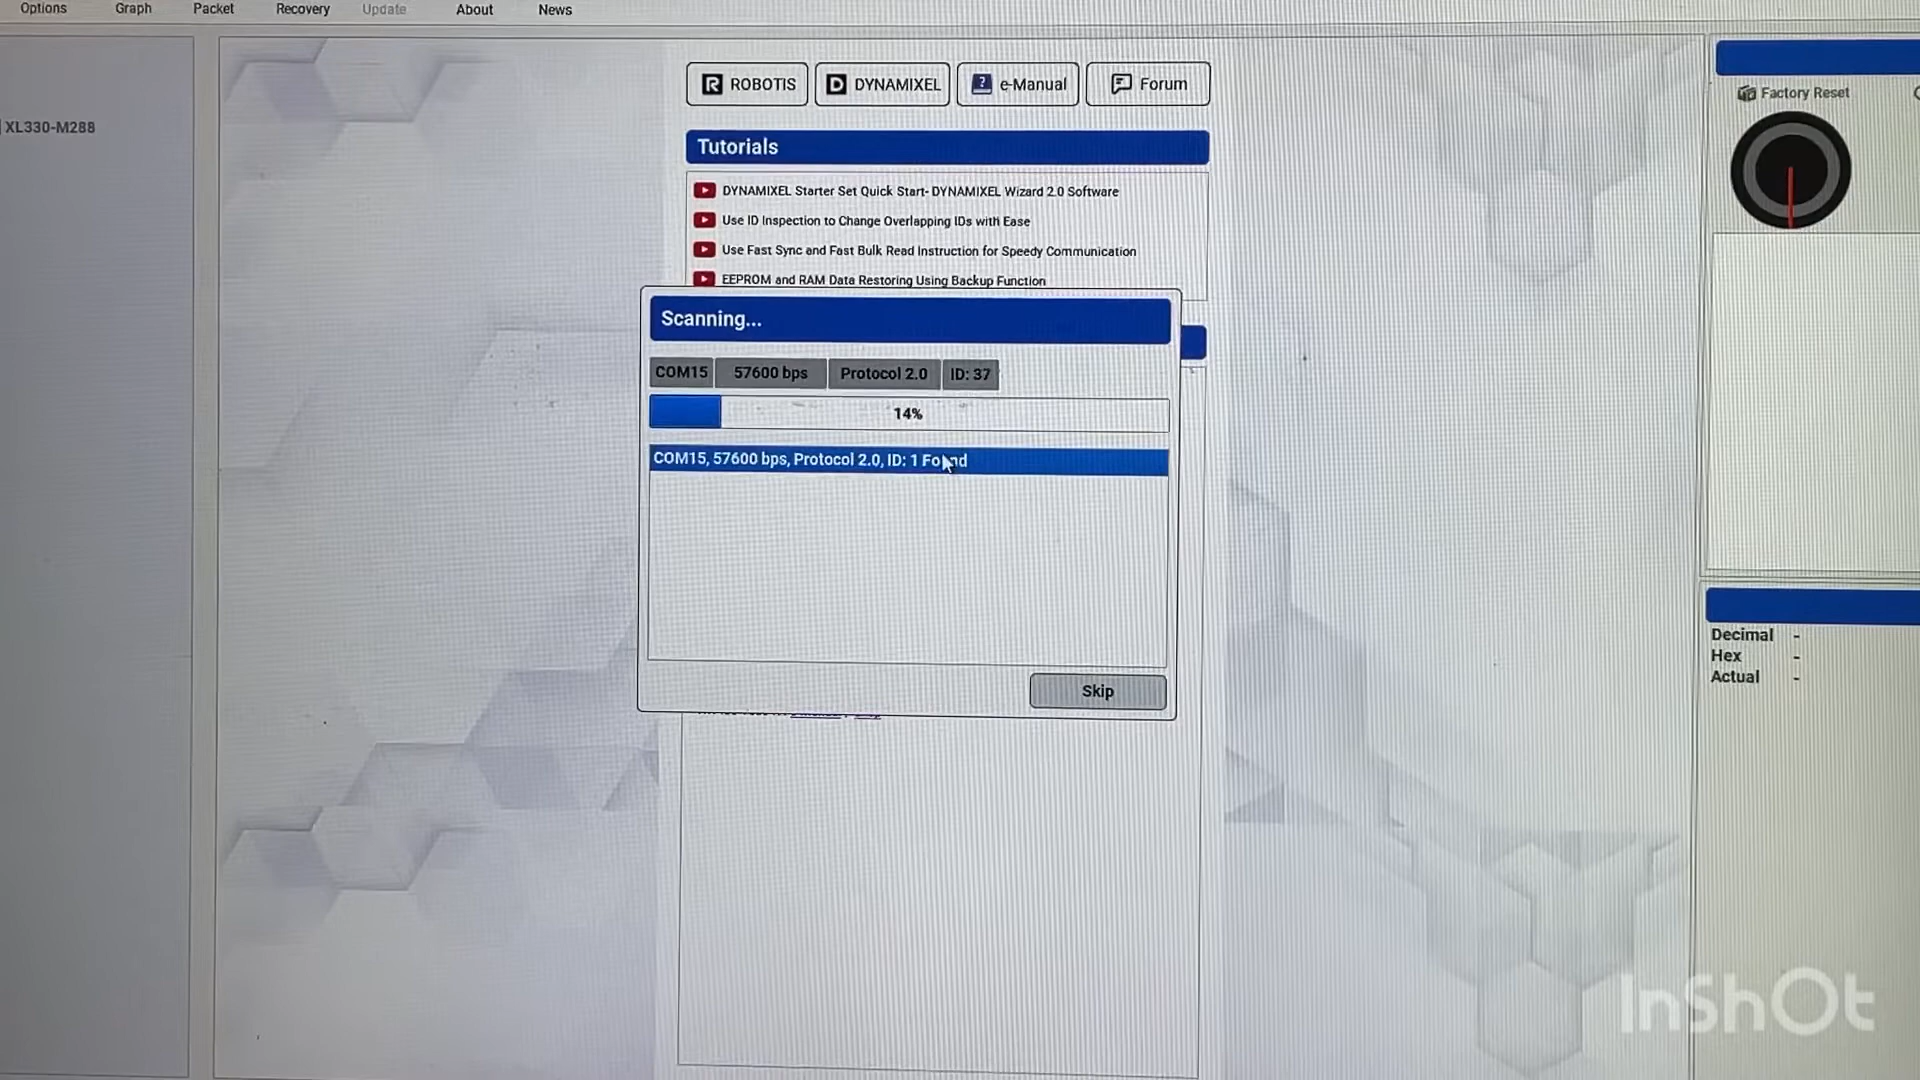 Options Graph Packet Recovery Update About News
ROBOTIS DYNAMIXEL e-Manual Forum
Factory Reset
XL330-M288
Tutorials
DYNAMIXEL Starter Set Quick Start- DYNAMIXEL Wizard 2.0 Software
Use ID Inspection to Change Overlapping IDs with Ease
Use Fast Sync and Fast Bulk Read Instruction for Speedy Communication
EEPROM and RAM Data Restoring Using Backup Function
Scanning...
COM15 57600 bps Protocol 2.0 ID: 37
14%
COM15, 57600 bps, Protocol 2.0, ID: 1 Found
Skip
Decimal -
Hex -
Actual -
InShOt